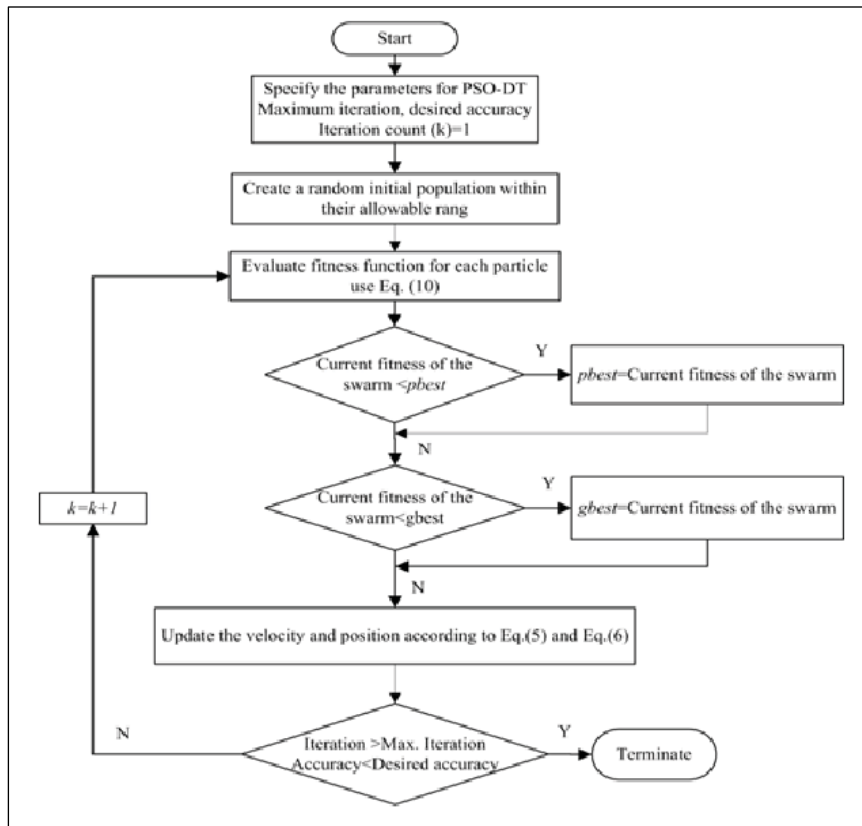 Start
Specify the parameters for PSO-DT
Maximum iteration, desired accuracy
Iteration count (k)=1
Create a random initial population within
their allowable rang
Evaluate fitness function for each particle
use Eq. (10)
Current fitness of the
swarm <pbest
Y
pbest=Current fitness of the swarm
N
Current fitness of the
swarm<gbest
Y
gbest=Current fitness of the swarm
k=k+1
N
Update the velocity and position according to Eq.(5) and Eq.(6)
N
Iteration >Max. Iteration
Accuracy<Desired accuracy
Y
Terminate